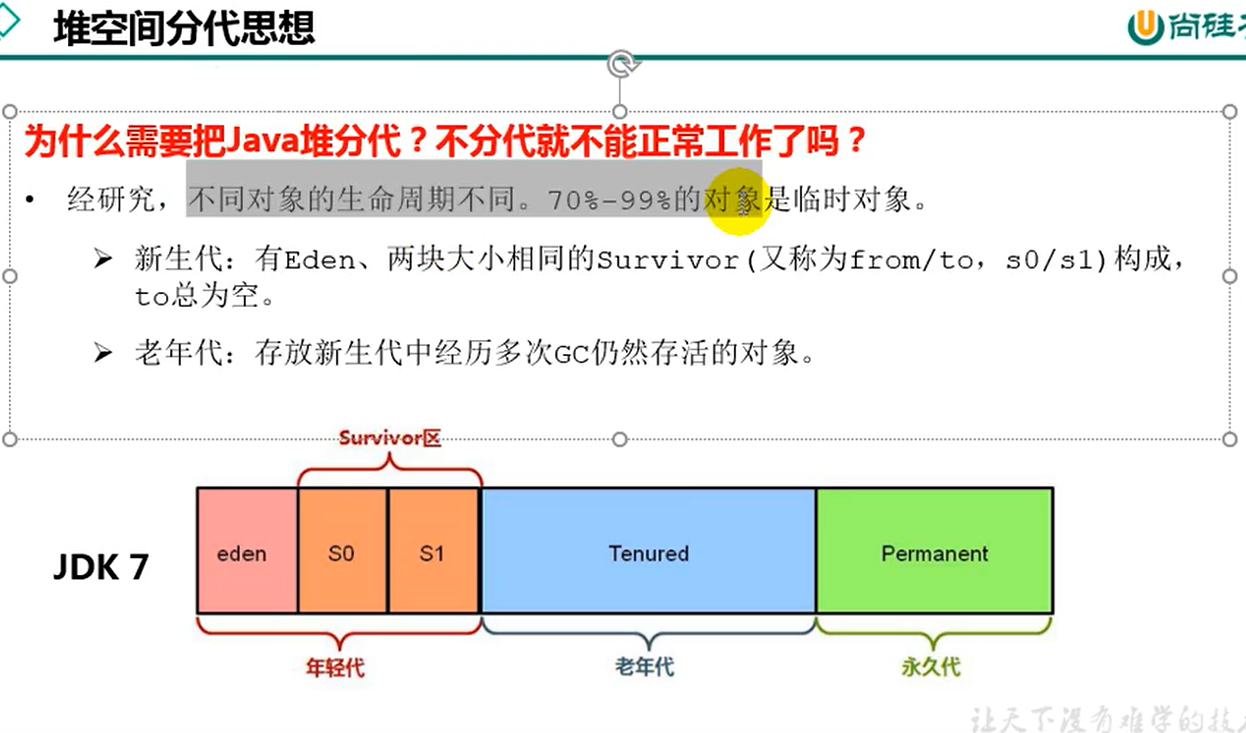 堆空间分代思想
尚硅
为什么需要把Java堆分代？不分代就不能正常工作了吗？
• 经研究，不同对象的生命周期不同。70%-99%的对象是临时对象。
➢ 新生代：有Eden、两块大小相同的Survivor(又称为from/to，s0/s1)构成，
to总为空。
➢ 老年代：存放新生代中经历多次GC仍然存活的对象。
Survivor区
JDK 7
eden
S0
S1
Tenured
Permanent
年轻代
老年代
永久代
让天下没有难学的技